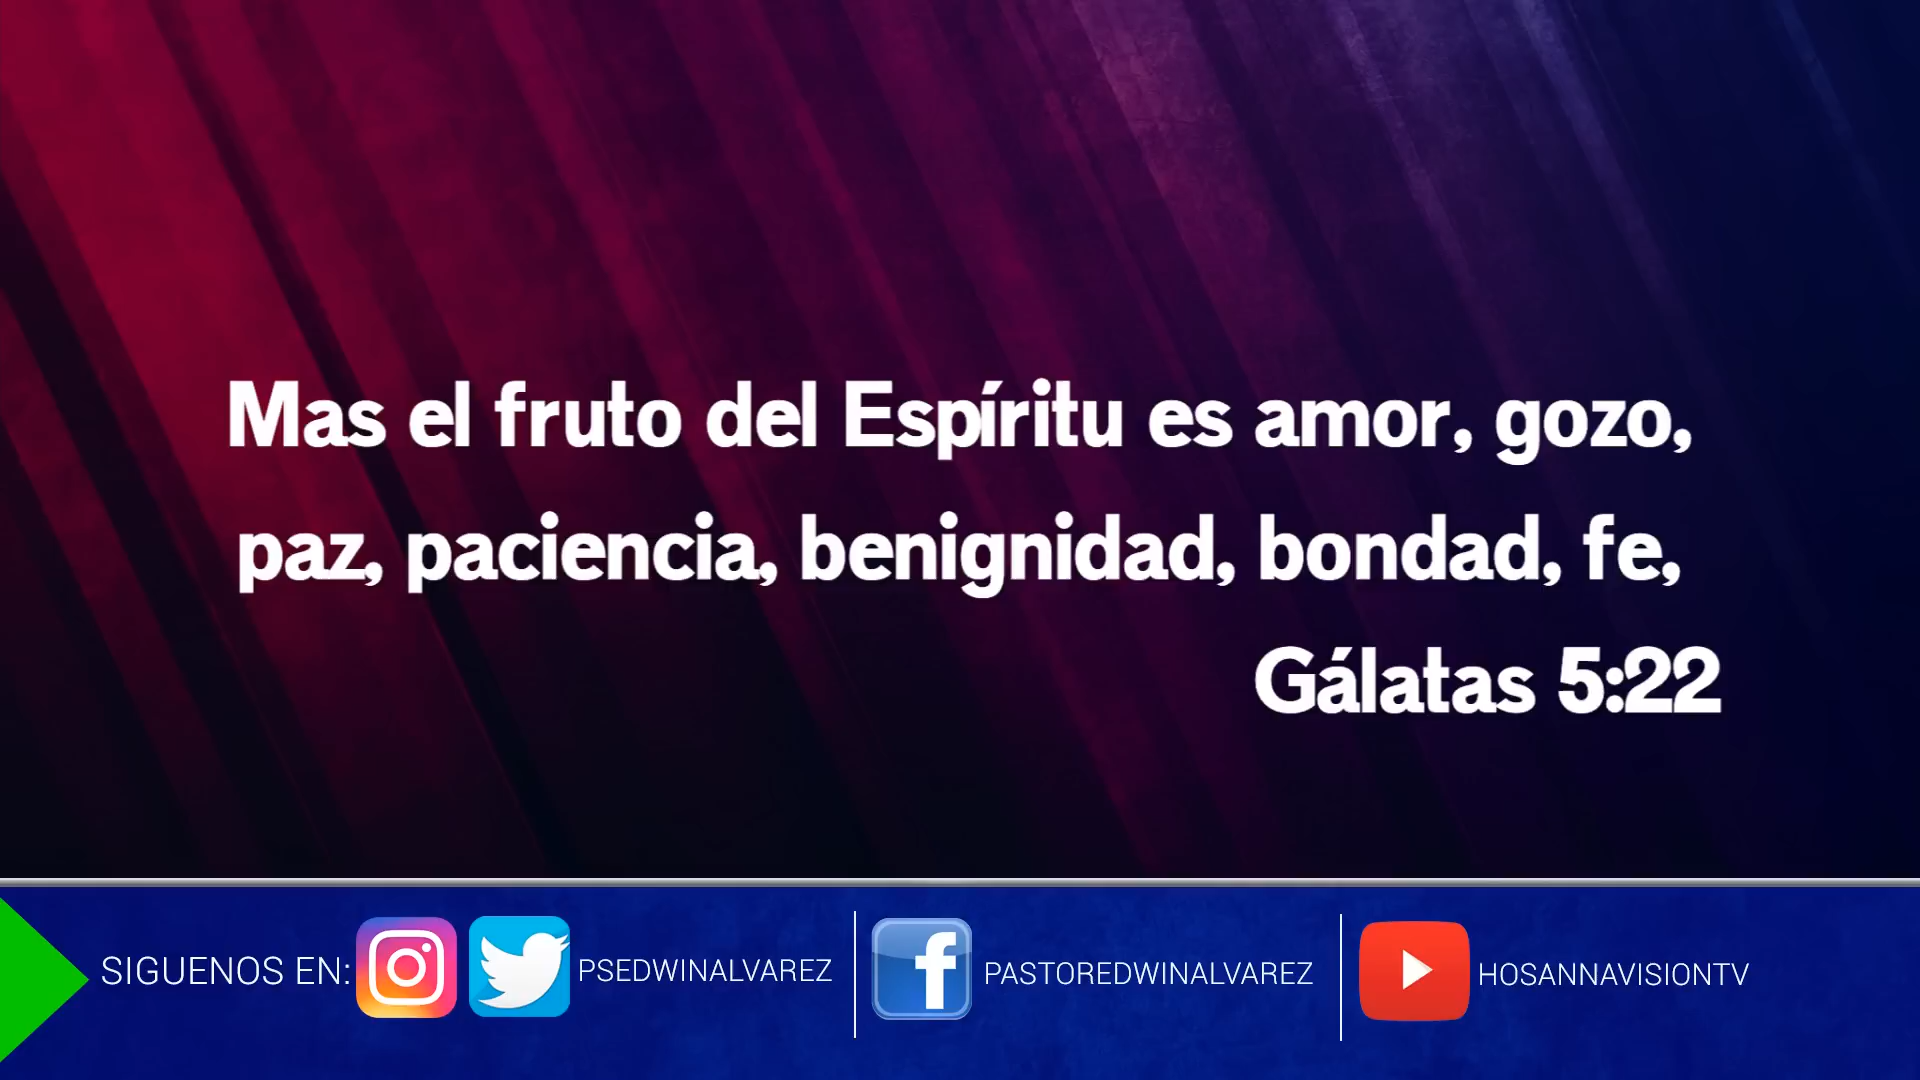 Mas el fruto del Espíritu es amor, gozo,
paz, paciencia, benignidad, bondad, fe,
Gálatas 5:22
SIGUENOS EN: PSEDWINALVAREZ PASTOREDWINALVAREZ HOSANNAVISIONTV